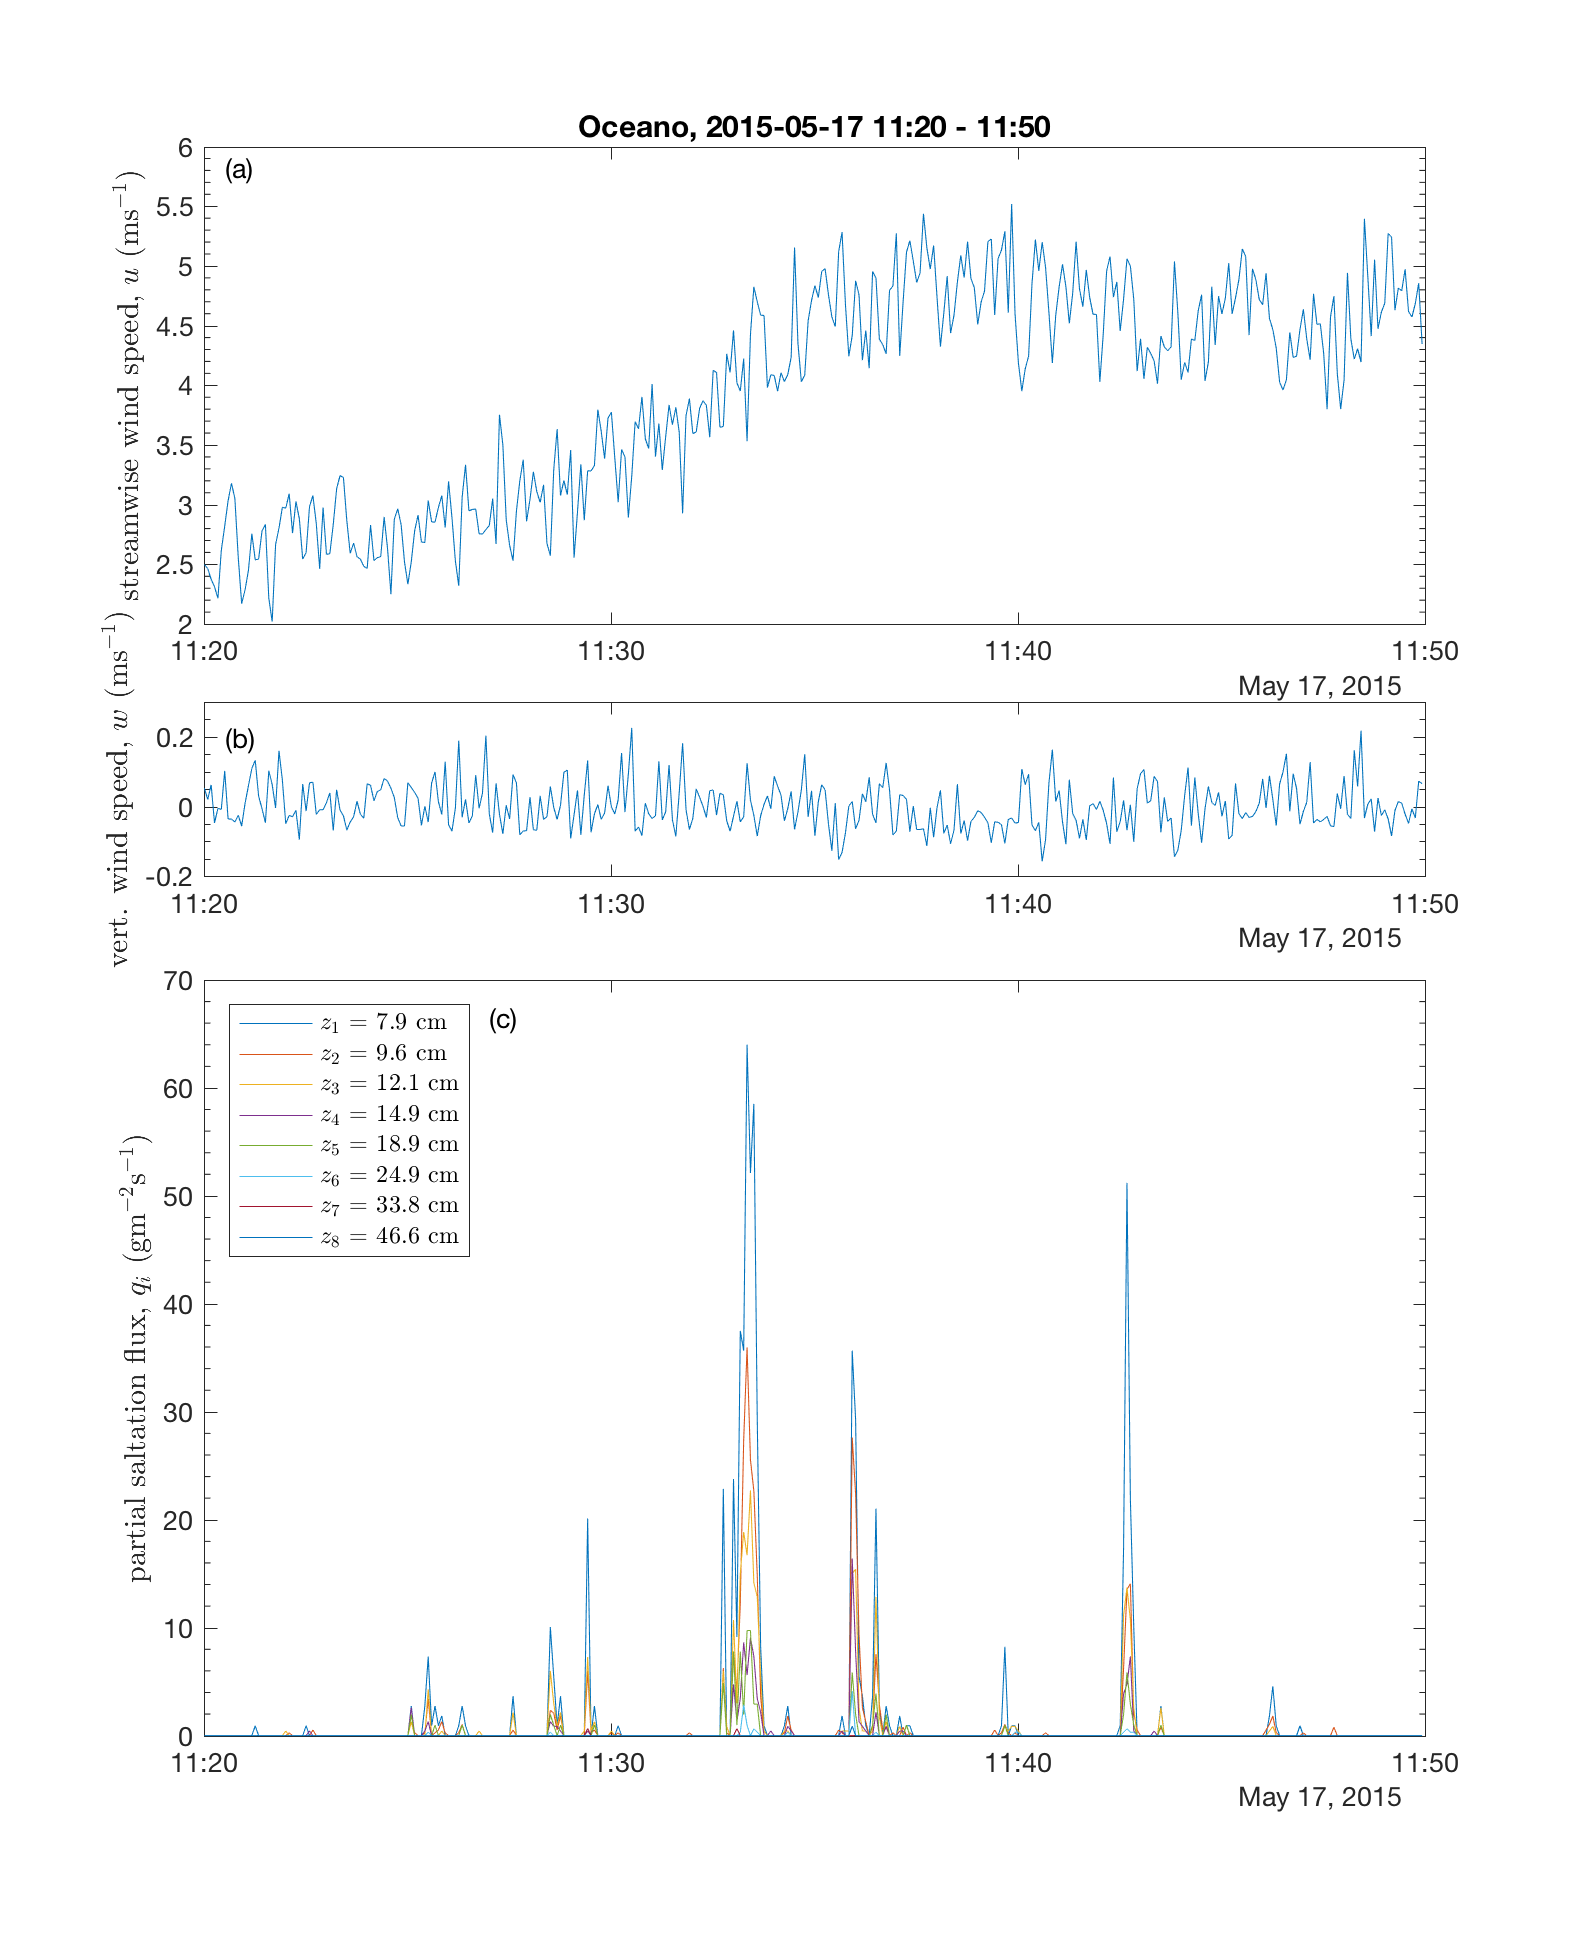 Oceano, 2015-05-17 11:20 - 11:50
streamwise wind speed, u (ms⁻¹)
(a)
6
5.5
5
4.5
4
3.5
3
2.5
2
11:20 11:30 11:40 11:50
May 17, 2015
vert. wind speed, w (ms⁻¹)
(b)
0.2
0
-0.2
11:20 11:30 11:40 11:50
May 17, 2015
partial saltation flux, qᵢ (gm⁻²s⁻¹)
(c)
70
60
50
40
30
20
10
0
z₁ = 7.9 cm
z₂ = 9.6 cm
z₃ = 12.1 cm
z₄ = 14.9 cm
z₅ = 18.9 cm
z₆ = 24.9 cm
z₇ = 33.8 cm
z₈ = 46.6 cm
11:20 11:30 11:40 11:50
May 17, 2015